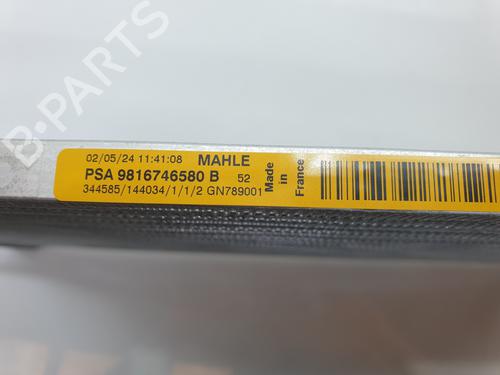 B-PARTS
02/05/24 11:41:08 MAHLE
PSA 9816746580 B 52
344585/144034/1/1/2 GN789001
Made
in
France